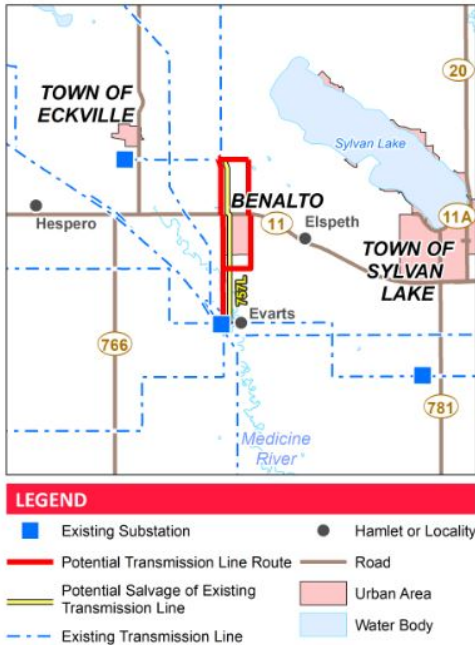 20
TOWN OF
ECKVILLE
Sylvan Lake
BENALTO
Hespero
11
Elspeth
11A
TOWN OF
SYLVAN
LAKE
757L
Evarts
766
781
Medicine
River
LEGEND
Existing Substation
Hamlet or Locality
Potential Transmission Line Route
Road
Potential Salvage of Existing
Transmission Line
Urban Area
Existing Transmission Line
Water Body